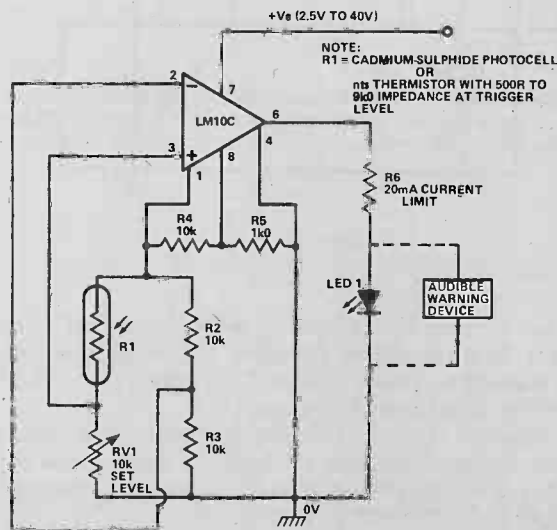 +Ve (2.5V TO 40V)
NOTE:
R1 = CADMIUM-SULPHIDE PHOTOCELL
OR
nts THERMISTOR WITH 500R TO
9k0 IMPEDANCE AT TRIGGER
LEVEL
2
7
LM10C
6
3
1
8
4
R4
10k
R5
1k0
R6
20mA CURRENT
LIMIT
LED 1
AUDIBLE
WARNING
DEVICE
R1
R2
10k
RV1
10k
SET
LEVEL
R3
10k
0V